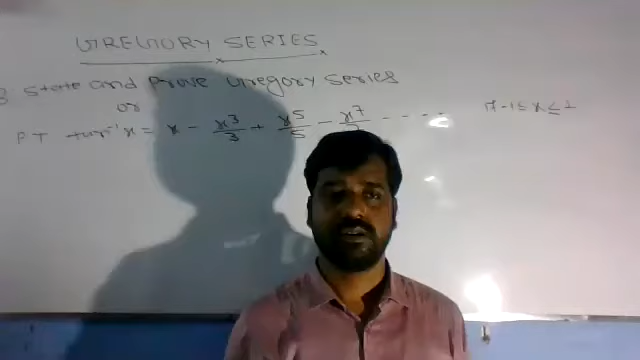 GREGORY SERIES
State and Prove Gregory Series
or
PT tan⁻¹x = x - x³/3 + x⁵/5 - x⁷/7 ..... if -1 ≤ x ≤ 1